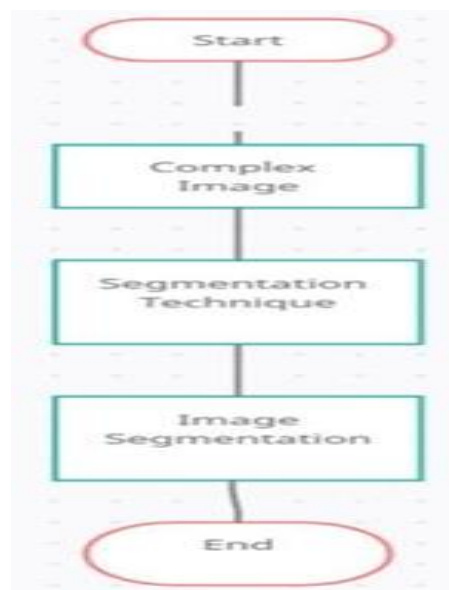 Start
Complex
Image
Segmentation
Technique
Image
Segmentation
End